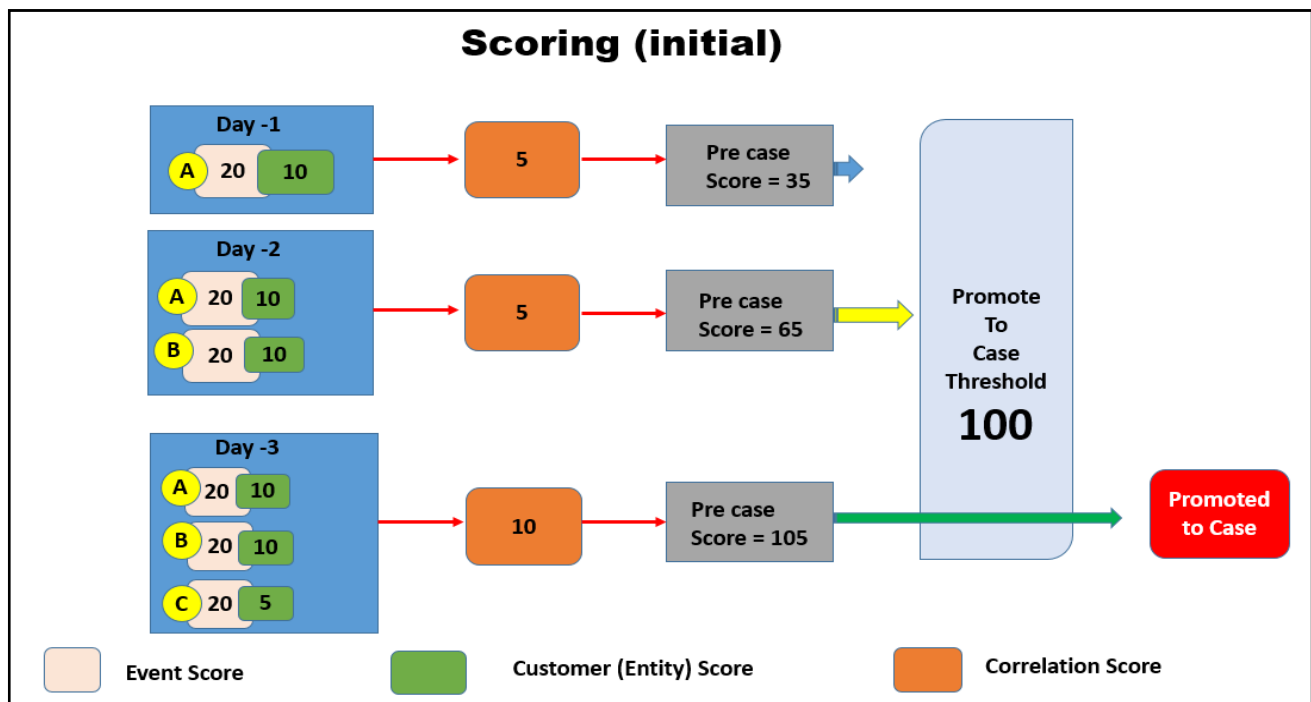 Scoring (initial)
Day -1
A 20 10
5
Pre case
Score = 35
Day -2
A 20 10
B 20 10
5
Pre case
Score = 65
Promote
To
Case
Threshold
100
Day -3
A 20 10
B 20 10
C 20 5
10
Pre case
Score = 105
Promoted
to Case
Event Score
Customer (Entity) Score
Correlation Score